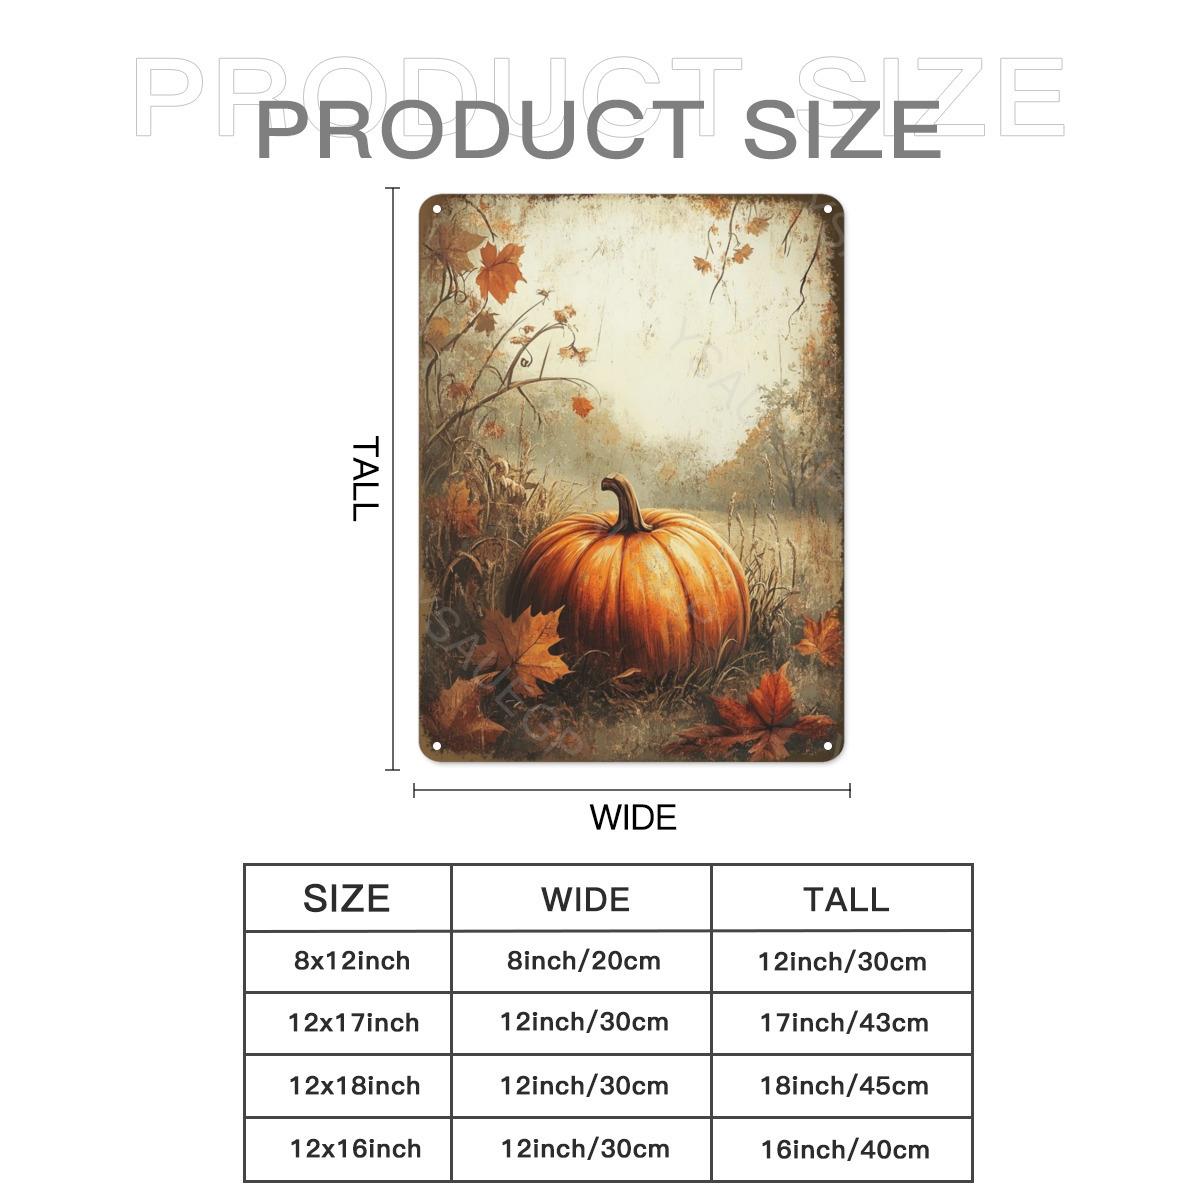 PRODUCT SIZE
PRODUCT SIZE
TALL
YSAUEGP
WIDE
SIZE WIDE TALL
8x12inch 8inch/20cm 12inch/30cm
12x17inch 12inch/30cm 17inch/43cm
12x18inch 12inch/30cm 18inch/45cm
12x16inch 12inch/30cm 16inch/40cm